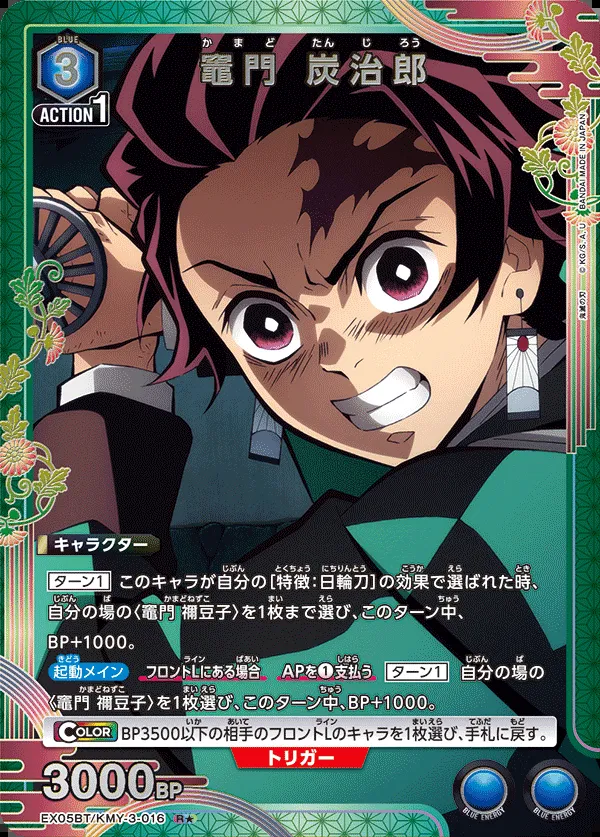 BLUE
3
ACTION 1
かまど たんじろう
竈門 炭治郎
© KG/S, A, U BANDAI MADE IN JAPAN
鬼滅の刃
キャラクター
ターン1 このキャラが自分の[特徴:日輪刀]の効果で選ばれた時、
自分の場の〈竈門 禰豆子〉を1枚まで選び、このターン中、
BP+1000。
起動メイン フロントLにある場合 APを❶支払う ターン1 自分の場の
〈竈門 禰豆子〉を1枚選び、このターン中、BP+1000。
COLOR BP3500以下の相手のフロントLのキャラを1枚選び、手札に戻す。
トリガー
3000BP
EX05BT/KMY-3-016 R★
BLUE ENERGY BLUE ENERGY